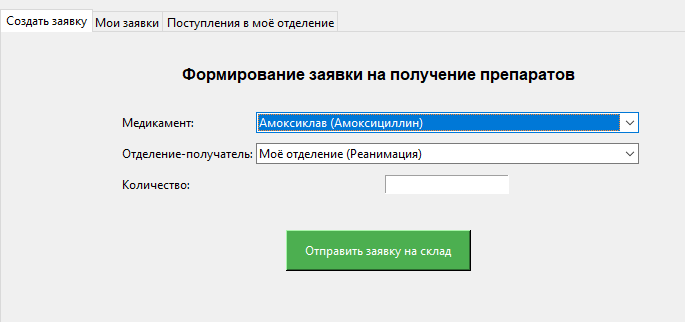 Создать заявку Мои заявки Поступления в моё отделение
Формирование заявки на получение препаратов
Медикамент: Амоксиклав (Амоксициллин)
Отделение-получатель: Моё отделение (Реанимация)
Количество:
Отправить заявку на склад